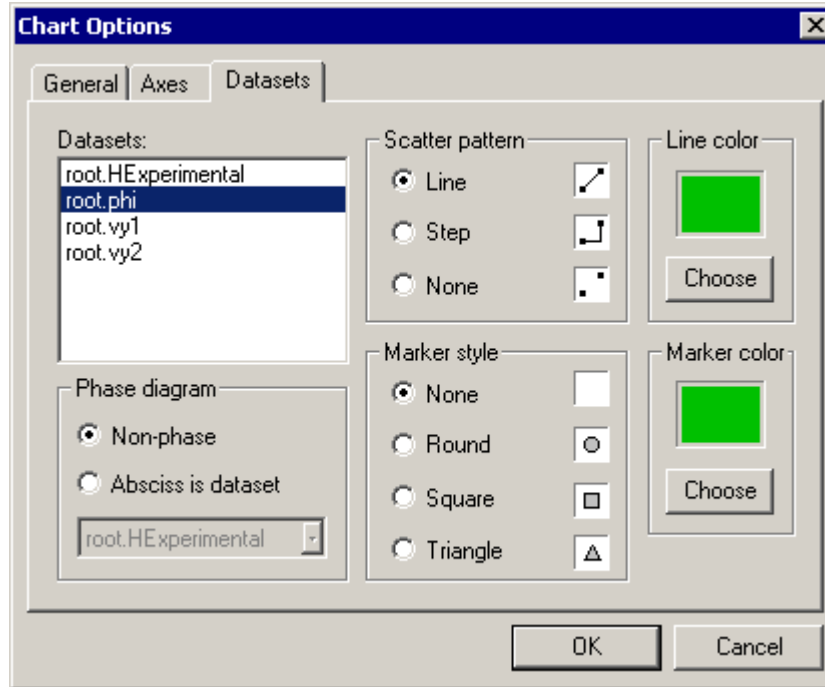 Chart Options
General
Axes
Datasets
Datasets:
root.HExperimental
root.phi
root.vy1
root.vy2
Phase diagram
Non-phase
Absciss is dataset
root.HExperimental
Scatter pattern
Line
Step
None
Marker style
None
Round
Square
Triangle
Line color
Choose
Marker color
Choose
OK
Cancel